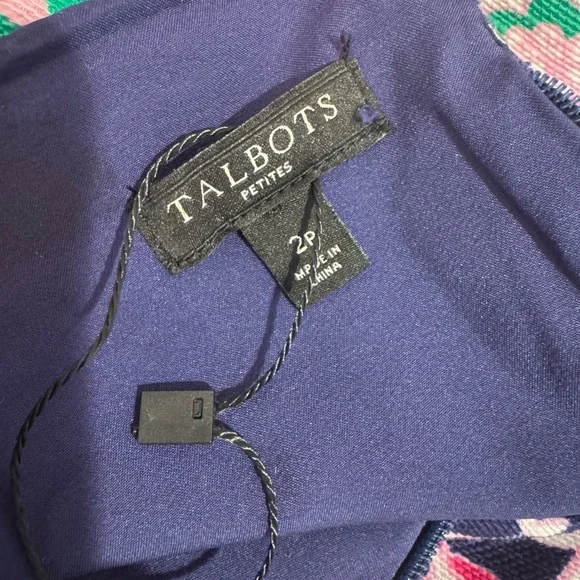 TALBOTS
PETITES
2P
MADE IN
CHINA